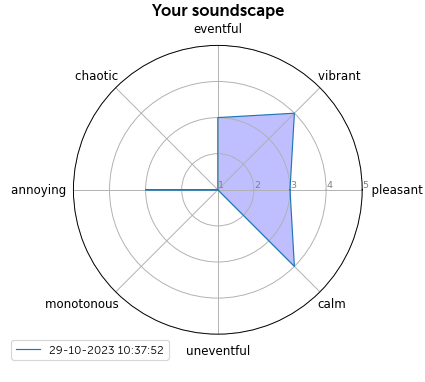 Your soundscape
eventful
chaotic
vibrant
annoying
1
2
3
4
5
pleasant
monotonous
calm
uneventful
29-10-2023 10:37:52